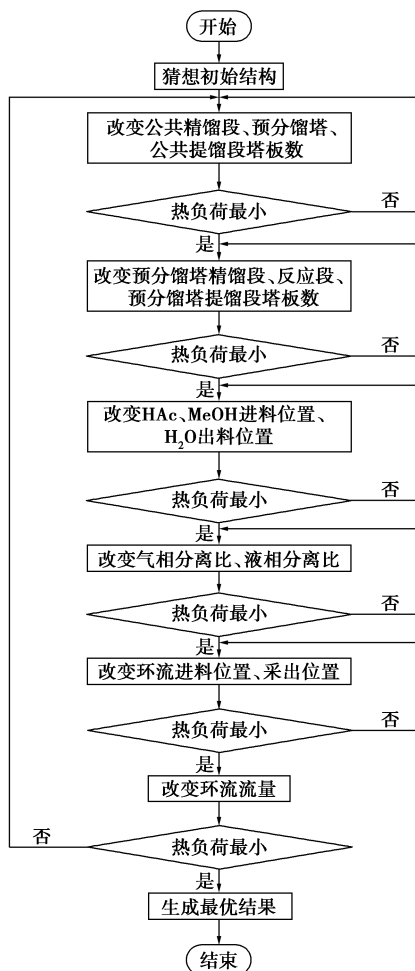 开始
猜想初始结构
改变公共精馏段、预分馏塔、
公共提馏段塔板数
热负荷最小
否
是
改变预分馏塔精馏段、反应段、
预分馏塔提馏段塔板数
热负荷最小
否
是
改变HAc、MeOH进料位置、
H₂O出料位置
热负荷最小
否
是
改变气相分离比、液相分离比
热负荷最小
否
是
改变环流进料位置、采出位置
热负荷最小
否
是
改变环流流量
否
热负荷最小
是
生成最优结果
结束